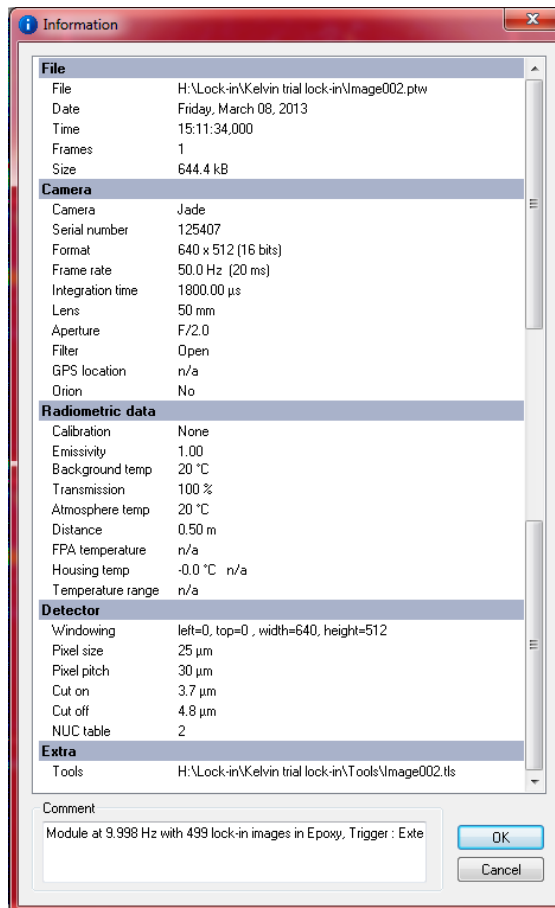 Information
File
File H:\Lock-in\Kelvin trial lock-in\Image002.ptw
Date Friday, March 08, 2013
Time 15:11:34,000
Frames 1
Size 644.4 kB
Camera
Camera Jade
Serial number 125407
Format 640 x 512 (16 bits)
Frame rate 50.0 Hz (20 ms)
Integration time 1800.00 µs
Lens 50 mm
Aperture F/2.0
Filter Open
GPS location n/a
Orion No
Radiometric data
Calibration None
Emissivity 1.00
Background temp 20 °C
Transmission 100 %
Atmosphere temp 20 °C
Distance 0.50 m
FPA temperature n/a
Housing temp -0.0 °C n/a
Temperature range n/a
Detector
Windowing left=0, top=0 , width=640, height=512
Pixel size 25 µm
Pixel pitch 30 µm
Cut on 3.7 µm
Cut off 4.8 µm
NUC table 2
Extra
Tools H:\Lock-in\Kelvin trial lock-in\Tools\Image002.tls
Comment
Module at 9.998 Hz with 499 lock-in images in Epoxy, Trigger : Exte
OK
Cancel